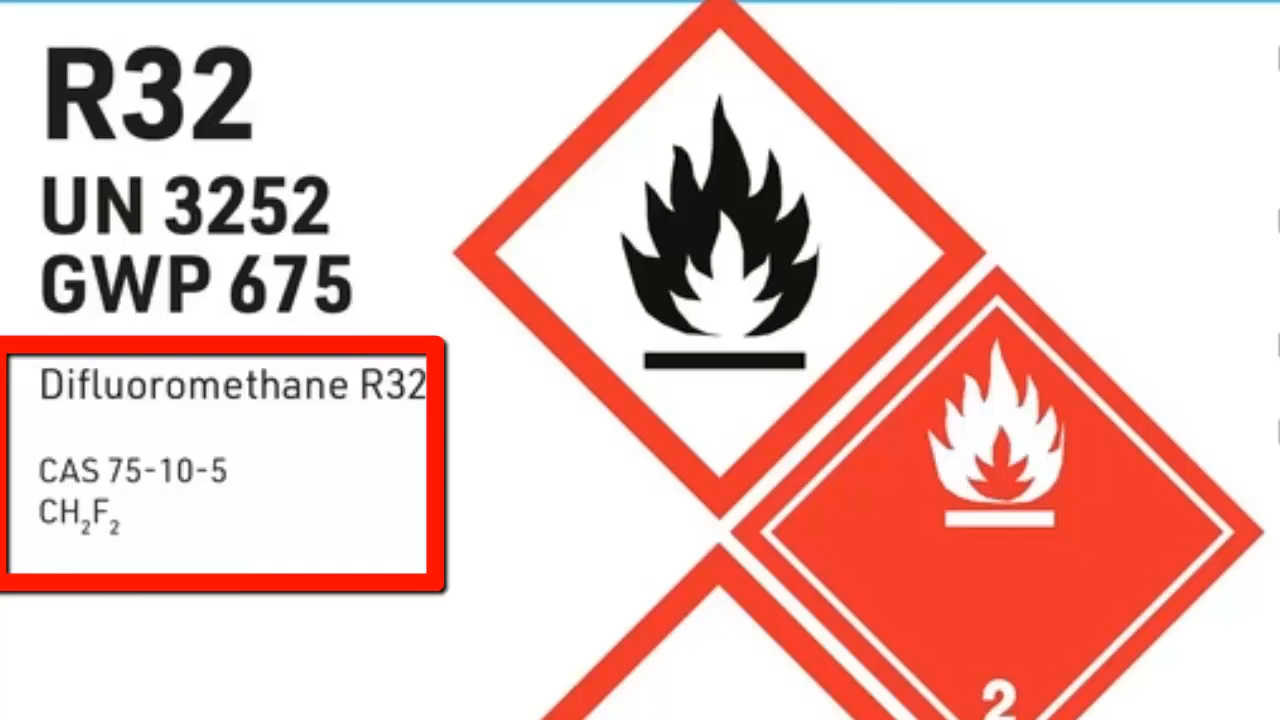 R32
UN 3252
GWP 675
Difluoromethane R32
CAS 75-10-5
CH₂F₂
2